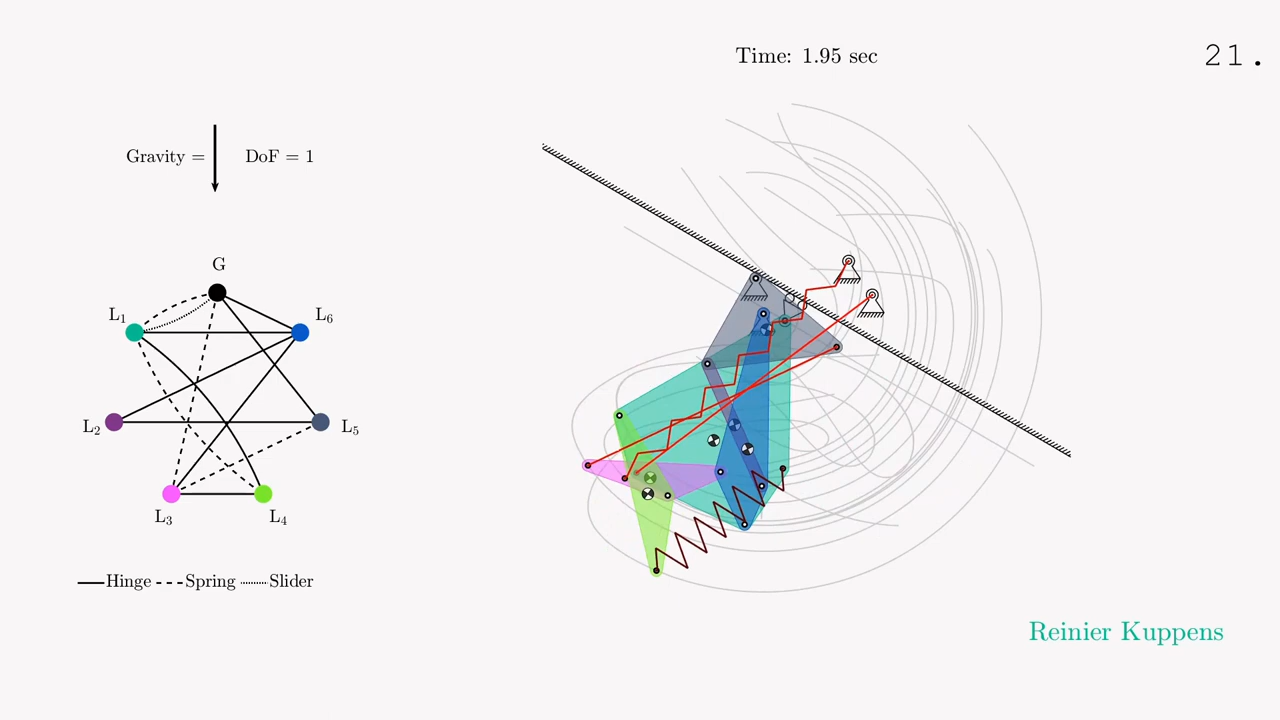 Time: 1.95 sec
21.
Gravity =
DoF = 1
G
L1
L6
L2
L5
L3
L4
Hinge Spring Slider
Reinier Kuppens